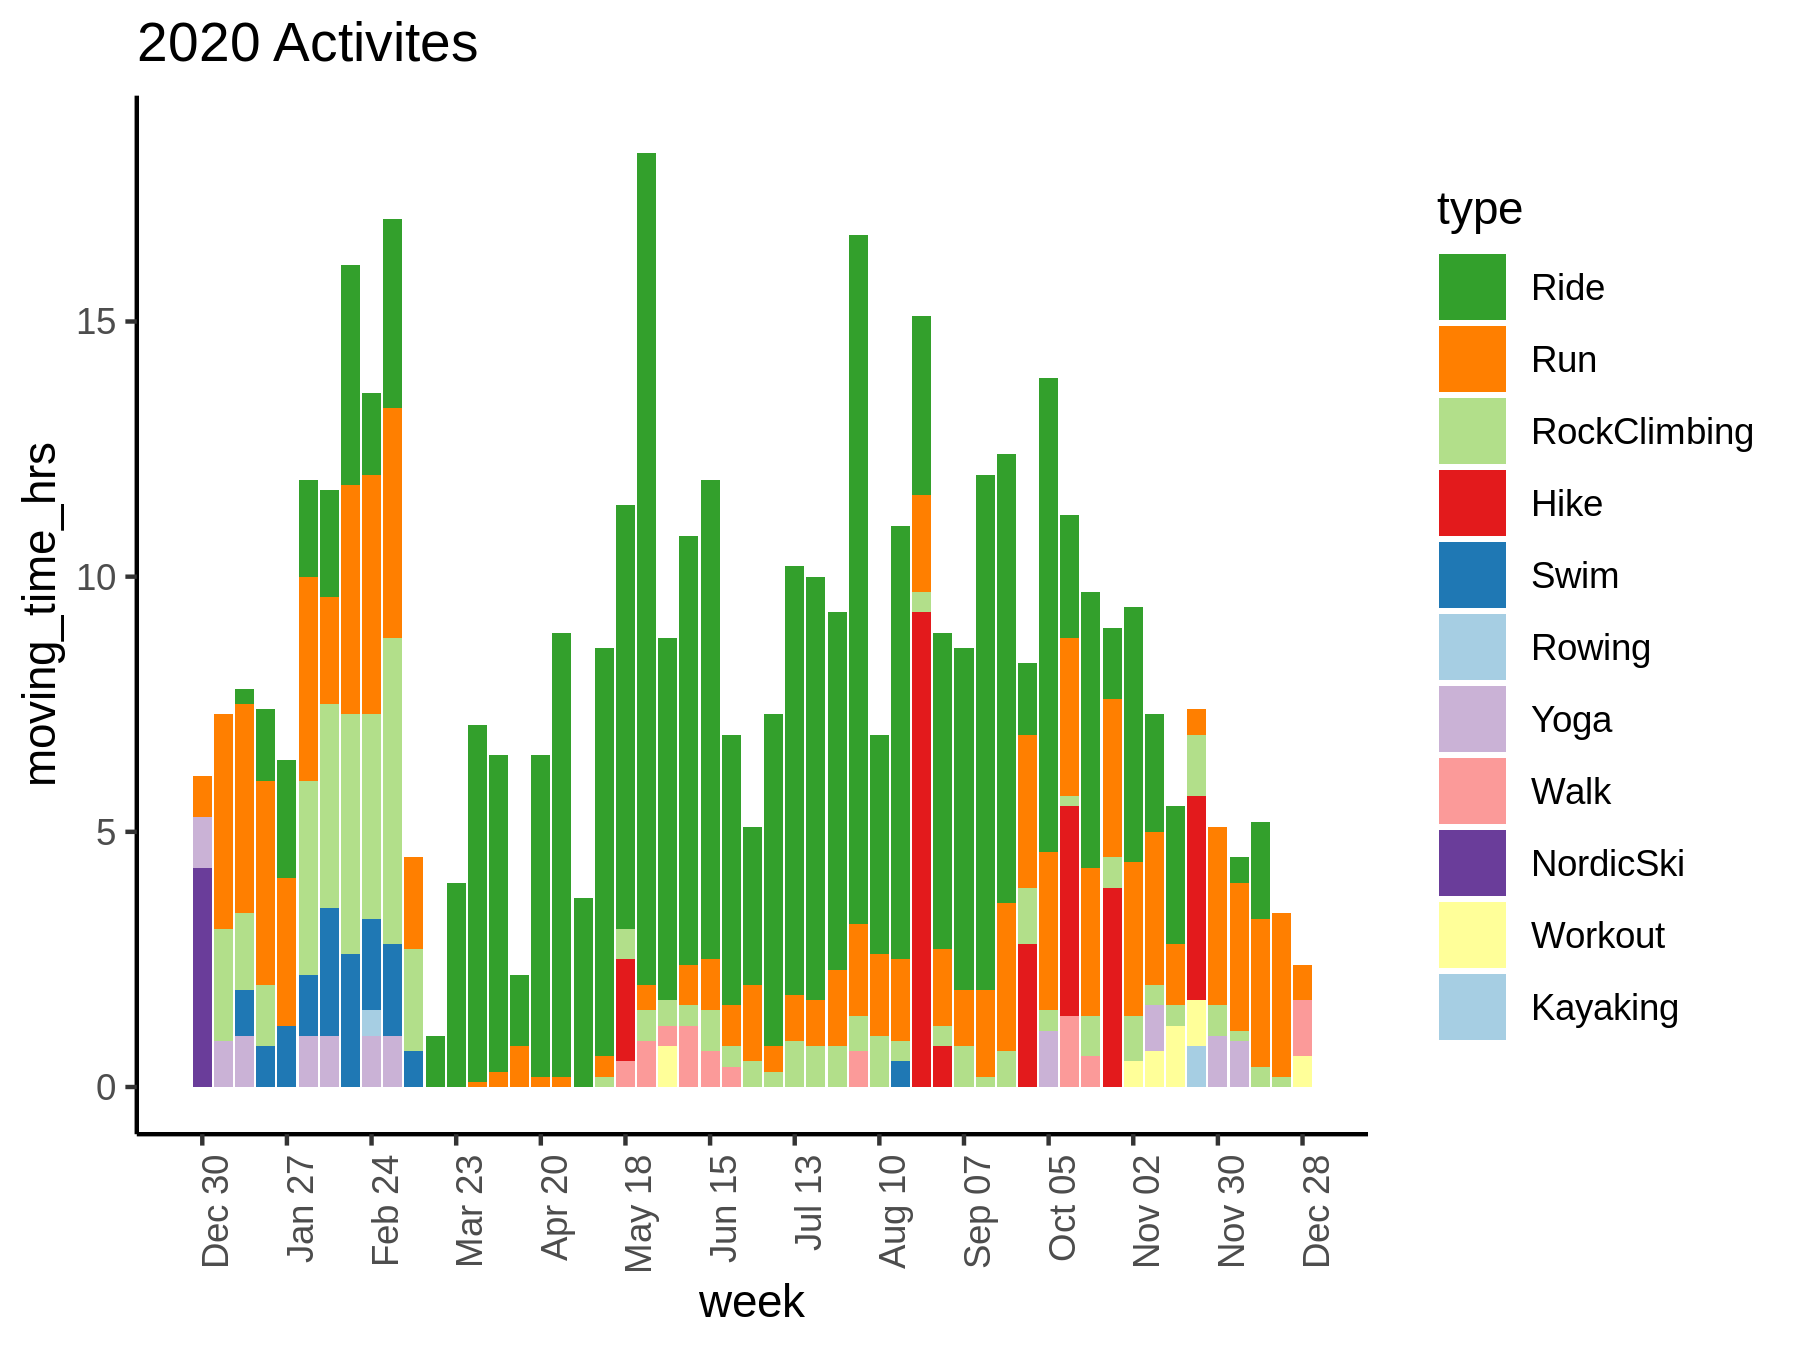 2020 Activites
moving_time_hrs
15
10
5
0
Dec 30
Jan 27
Feb 24
Mar 23
Apr 20
May 18
Jun 15
Jul 13
Aug 10
Sep 07
Oct 05
Nov 02
Nov 30
Dec 28
week
type
Ride
Run
RockClimbing
Hike
Swim
Rowing
Yoga
Walk
NordicSki
Workout
Kayaking